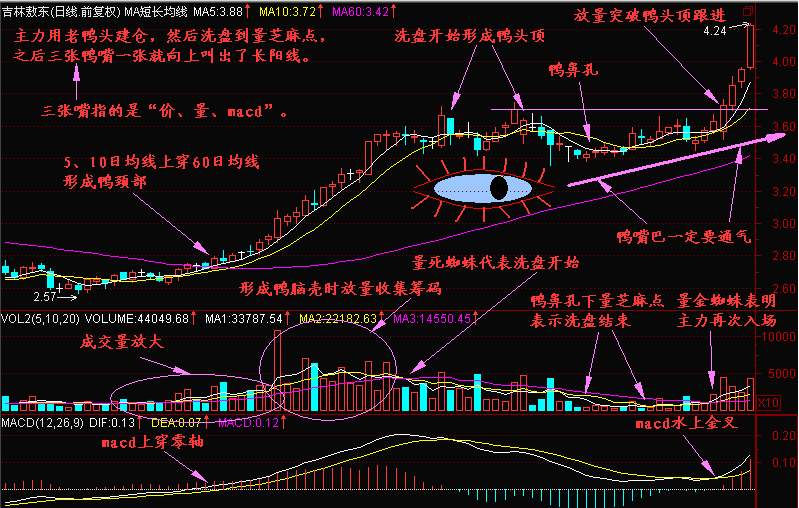 吉林敖东(日线.前复权) MA短长均线 MA5:3.88↑ MA10:3.72↑ MA60:3.42↑
主力用老鸭头建仓，然后洗盘到量芝麻点，
之后三张鸭嘴一张就向上叫出了长阳线。
洗盘开始形成鸭头顶
放量突破鸭头顶跟进
4.24
4.20
4.00
鸭鼻孔
3.80
三张嘴指的是“价、量、macd”。
3.60
5、10日均线上穿60日均线
形成鸭颈部
3.40
3.20
鸭嘴巴一定要通气
3.00
2.80
量死蜘蛛代表洗盘开始
形成鸭脑壳时放量收集筹码
2.60
2.57
鸭鼻孔下量芝麻点
表示洗盘结束
量金蜘蛛表明
主力再次入场
VOL2(5,10,20) VOLUME:44049.68↑ MA1:33787.54↑ MA2:22182.63↑ MA3:14550.45↑
成交量放大
10000
5000
X10
MACD(12,26,9) DIF:0.13↑ DEA:0.07↑ MACD:0.12↑
macd上穿零轴
macd水上金叉
0.20
0.10